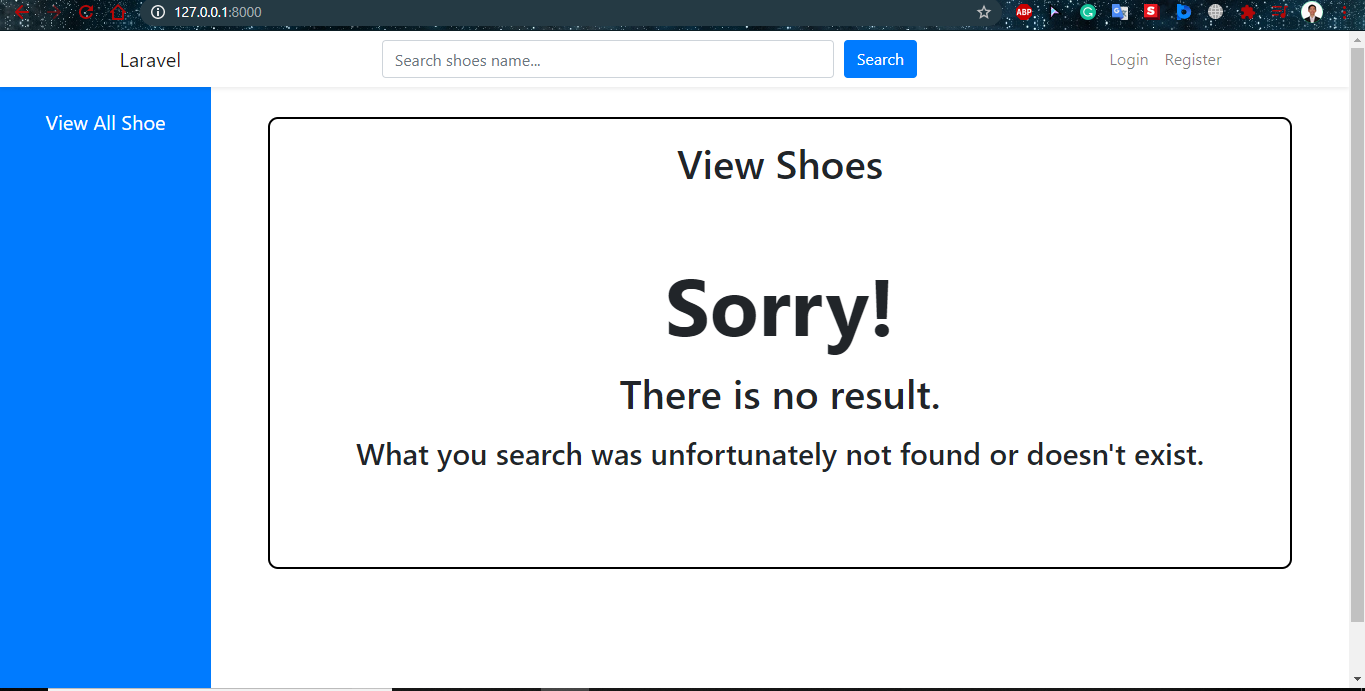 127.0.0.1:8000
ABP
G
S
Laravel
Search shoes name...
Search
Login
Register
View All Shoe
View Shoes
Sorry!
There is no result.
What you search was unfortunately not found or doesn't exist.